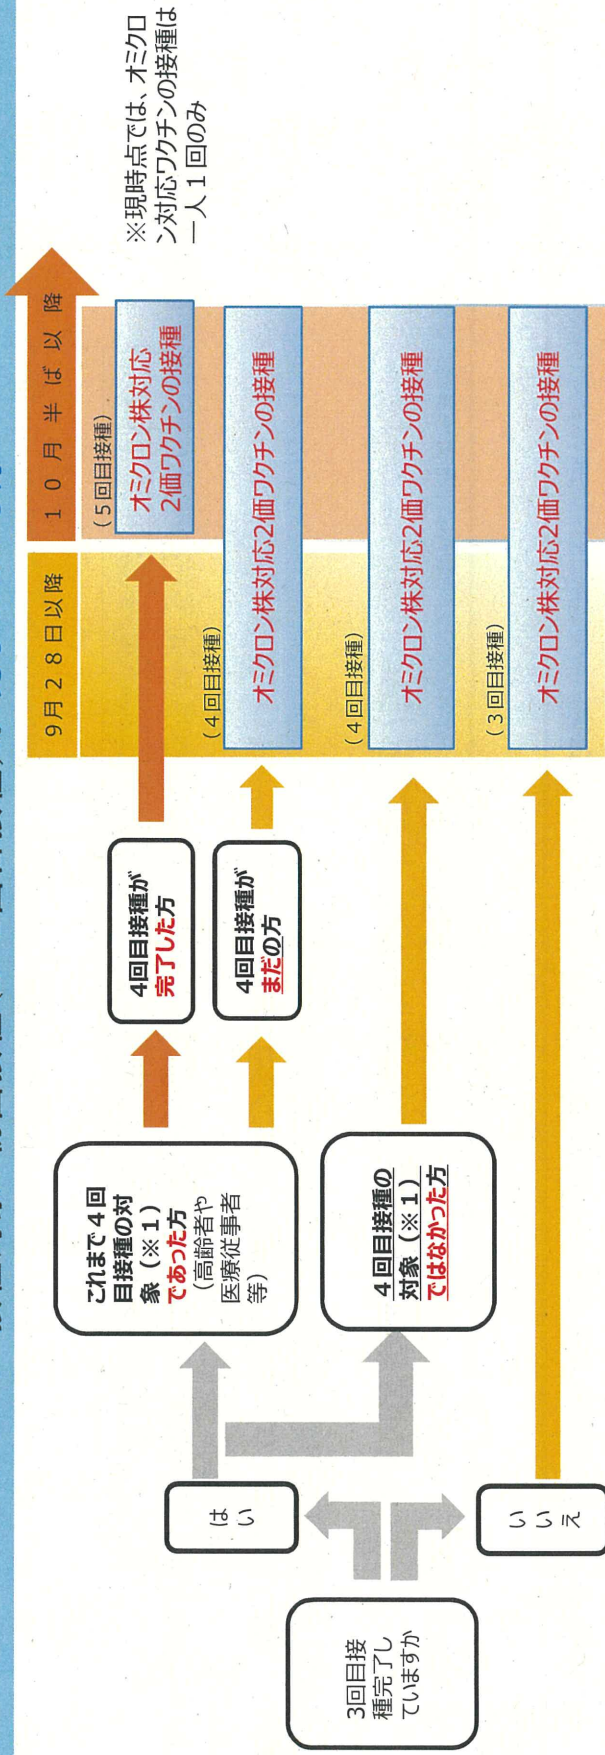 3回目接
種完了し
ていますか
はい
いいえ
これまで4回
目接種の対
象（※1）
であった方
（高齢者や
医療従事者
等）
4回目接種の
対象（※1）
ではなかった方
4回目接種が
完了した方
4回目接種が
まだの方
9月28日以降
10月半ば以降
（5回目接種）
オミクロン株対応
2価ワクチンの接種
（4回目接種）
オミクロン株対応2価ワクチンの接種
（4回目接種）
オミクロン株対応2価ワクチンの接種
（3回目接種）
オミクロン株対応2価ワクチンの接種
※現時点では、オミクロ
ン対応ワクチンの接種は
一人1回のみ